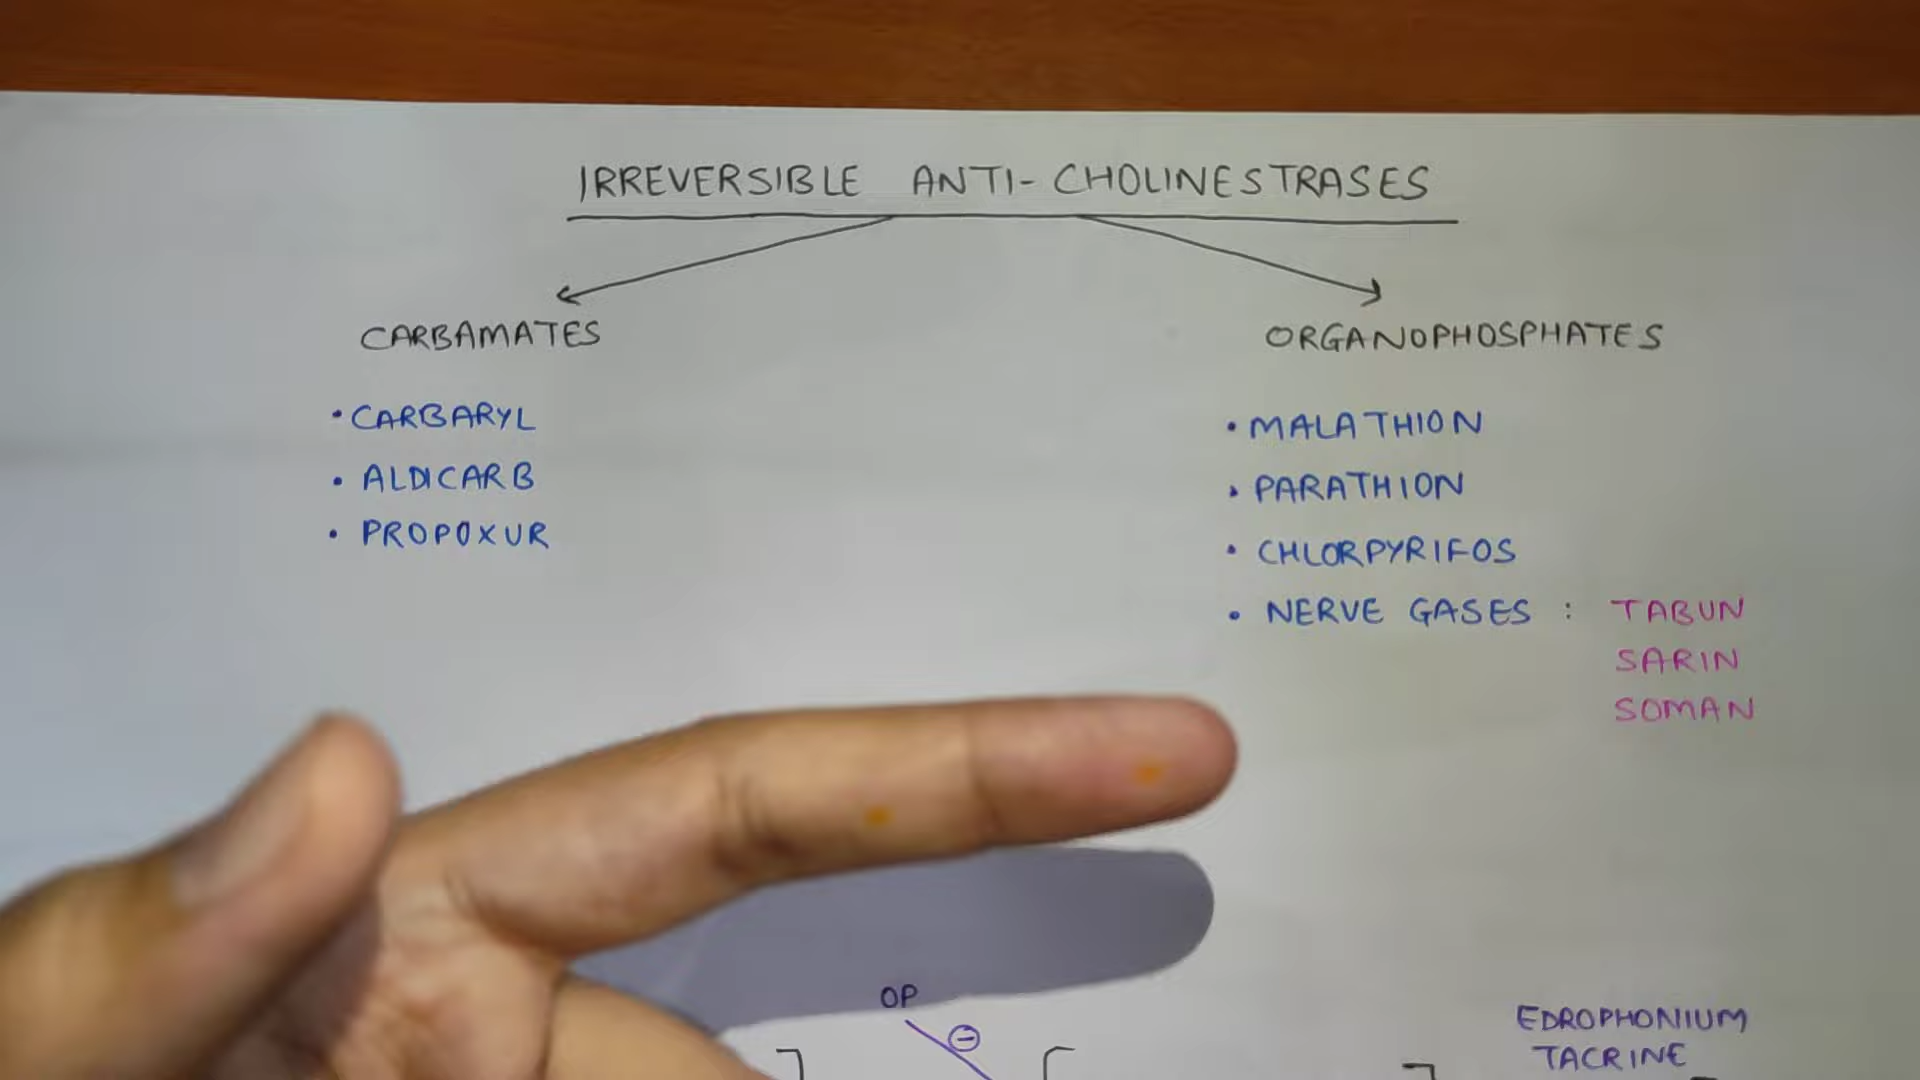 IRREVERSIBLE ANTI-CHOLINESTRASES
CARBAMATES
• CARBARYL
• ALDICARB
• PROPOXUR
ORGANOPHOSPHATES
• MALATHION
• PARATHION
• CHLORPYRIFOS
• NERVE GASES : TABUN
SARIN
SOMAN
OP
⊖
EDROPHONIUM
TACRINE